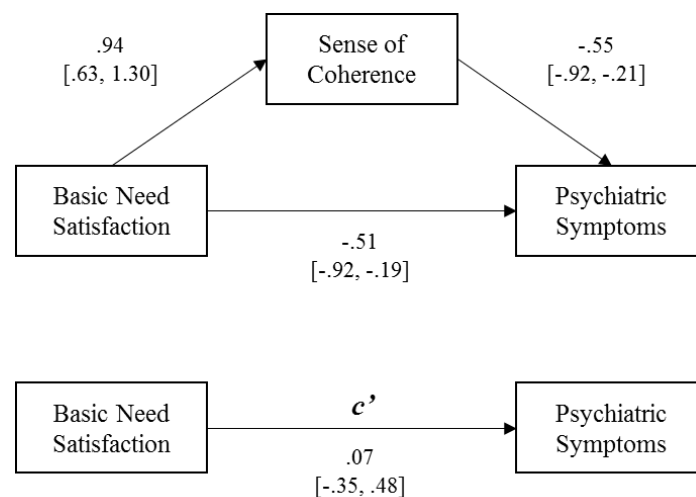 .94
[.63, 1.30]
Sense of
Coherence
-.55
[-.92, -.21]
Basic Need
Satisfaction
Psychiatric
Symptoms
-.51
[-.92, -.19]
Basic Need
Satisfaction
c’
Psychiatric
Symptoms
.07
[-.35, .48]